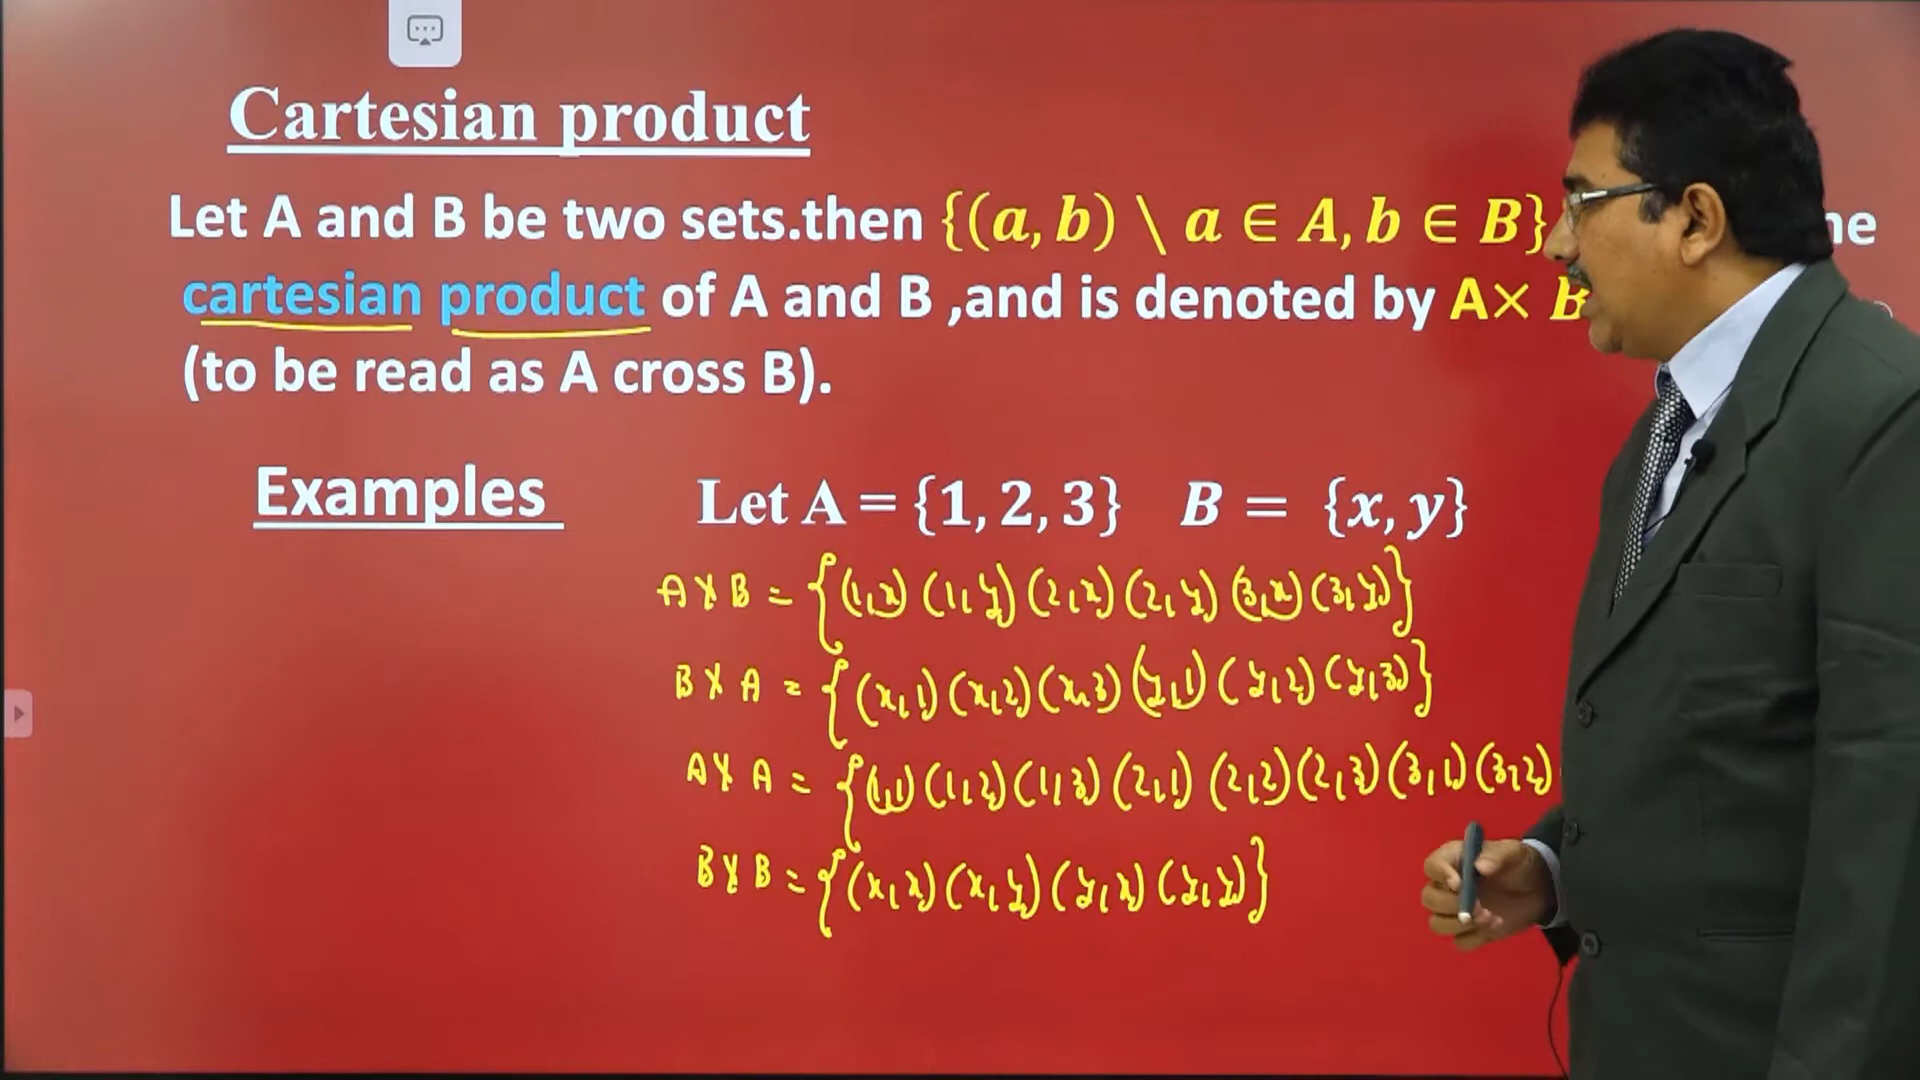 Cartesian product
Let A and B be two sets.then {(a, b) \ a ∈ A, b ∈ B}
cartesian product of A and B ,and is denoted by A× B
(to be read as A cross B).
Examples Let A = {1, 2, 3} B = {x, y}
A X B = {(1,x) (1,y) (2,x) (2,y) (3,x) (3,y)}
B X A = {(x,1) (x,2) (x,3) (y,1) (y,2) (y,3)}
A X A = {(1,1) (1,2) (1,3) (2,1) (2,2) (2,3) (3,1) (3,2)
B X B = {(x,x) (x,y) (y,x) (y,y)}